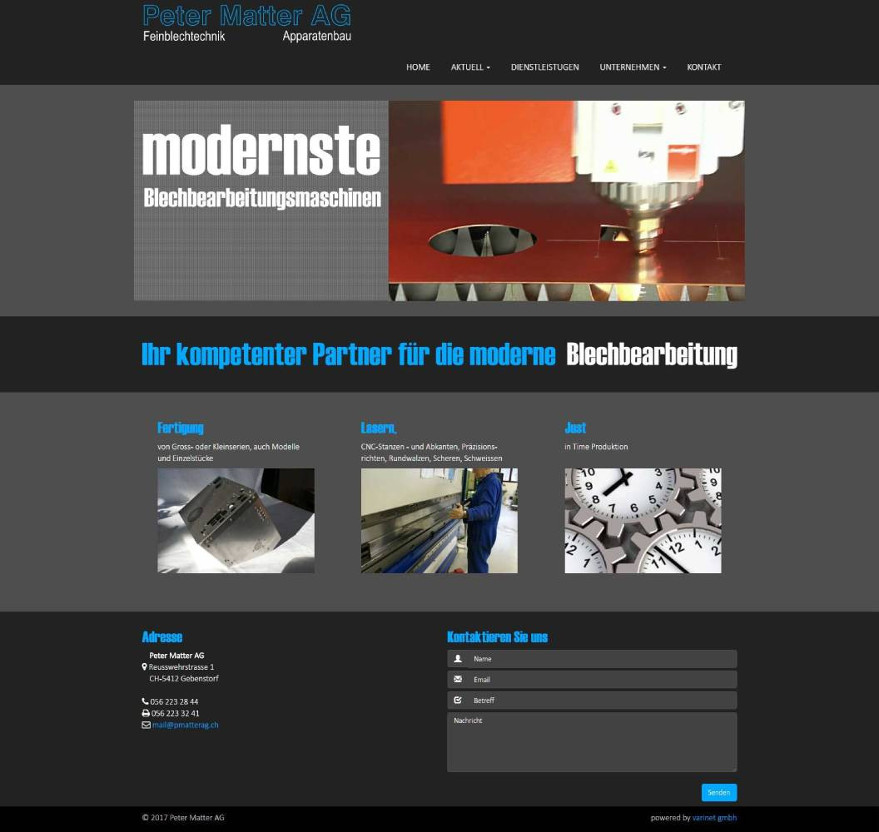 Peter Matter AG
Feinblechtechnik Apparatenbau
HOME AKTUELL DIENSTLEISTUGEN UNTERNEHMEN KONTAKT
modernste
Blechbearbeitungsmaschinen
Ihr kompetenter Partner für die moderne Blechbearbeitung
Fertigung
von Gross- oder Kleinserien, auch Modelle
und Einzelstücke
Lasern,
CNC-Stanzen - und Abkanten, Präzisions-
richten, Rundwalzen, Scheren, Schweissen
Just
in Time Produktion
Adresse
Peter Matter AG
Reusswehrstrasse 1
CH-5412 Gebenstorf
056 223 28 44
056 223 32 41
mail@pmatterag.ch
Kontaktieren Sie uns
Name
Email
Betreff
Nachricht
Senden
© 2017 Peter Matter AG
powered by varinet gmbh